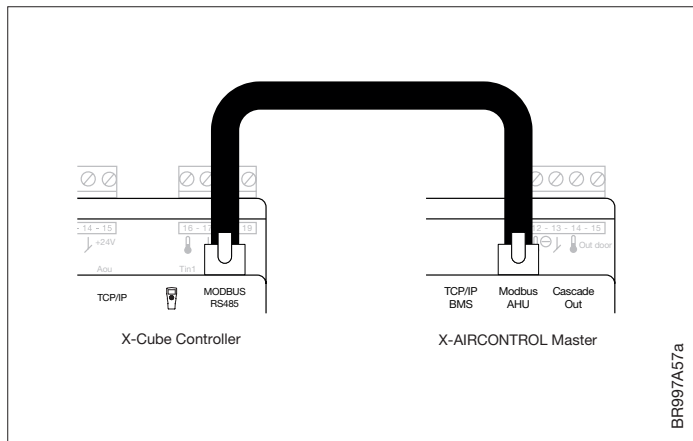 - 14 - 15
16 - 17
19
12 - 13 - 14 - 15
+24V
Out door
Aou
Tin1
TCP/IP
MODBUS
RS485
TCP/IP
BMS
Modbus
AHU
Cascade
Out
X-Cube Controller
X-AIRCONTROL Master
BR997A57a